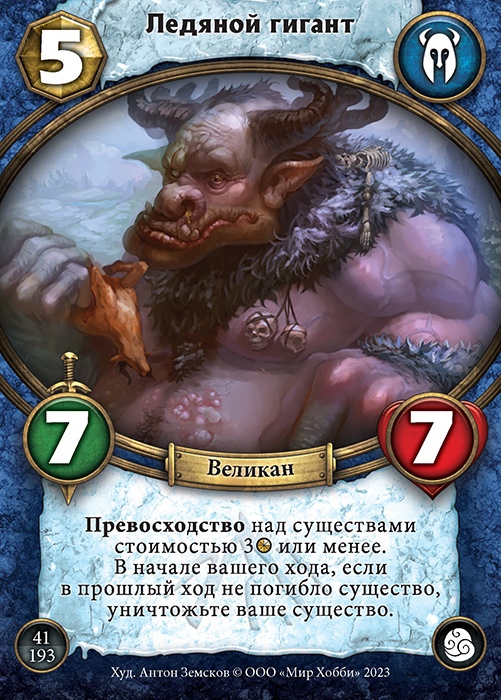 Ледяной гигант
5
7
7
Великан
Превосходство над существами
стоимостью 3 или менее.
В начале вашего хода, если
в прошлый ход не погибло существо,
уничтожьте ваше существо.
41
193
Худ. Антон Земсков © ООО «Мир Хобби» 2023